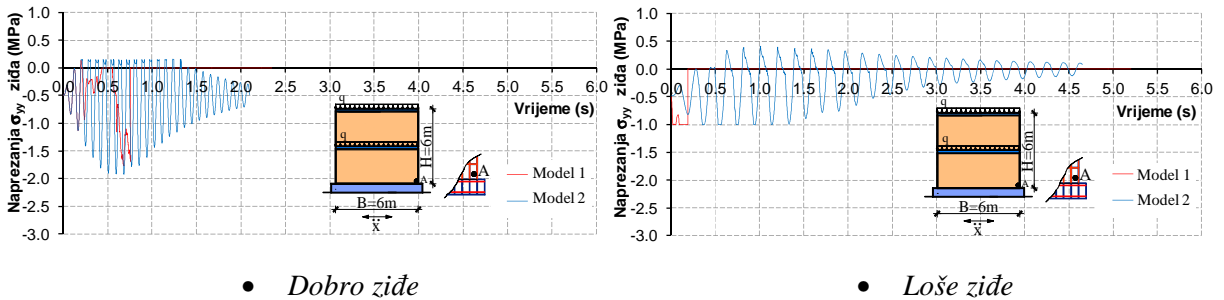 Naprezanja σyy ziđa (MPa)
1.0
0.5
0.0
-0.5
-1.0
-1.5
-2.0
-2.5
-3.0
0.0 0.5 1.0 1.5 2.0 2.5 3.0 3.5 4.0 4.5 5.0 5.5 6.0
Vrijeme (s)
q
q
H=6m
A
A
B=6m
ẍ
Model 1
Model 2
• Dobro ziđe
Naprezanja σyy ziđa (MPa)
1.0
0.5
0.0
-0.5
-1.0
-1.5
-2.0
-2.5
-3.0
0.0 0.5 1.0 1.5 2.0 2.5 3.0 3.5 4.0 4.5 5.0 5.5 6.0
Vrijeme (s)
q
q
H=6m
A
A
B=6m
ẍ
Model 1
Model 2
• Loše ziđe